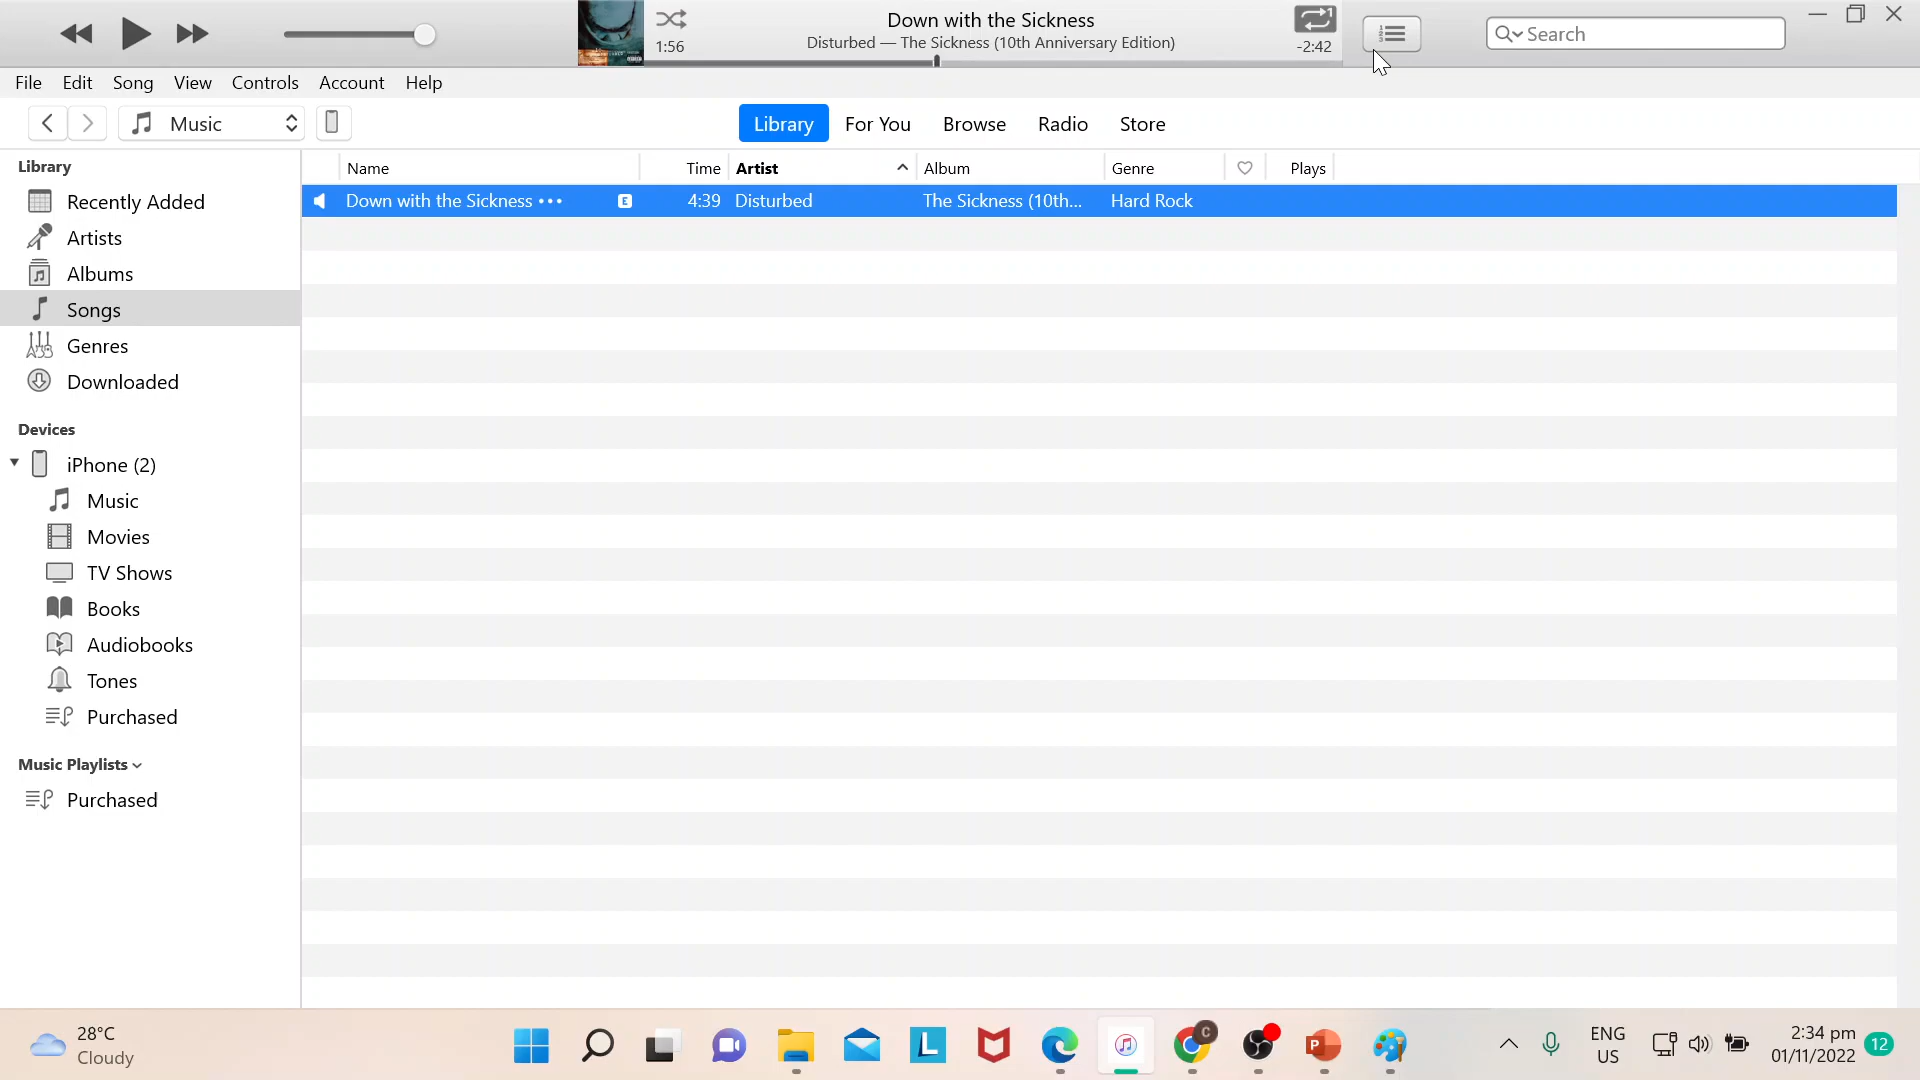 1:56
Down with the Sickness
Disturbed — The Sickness (10th Anniversary Edition)
-2:42
Search
File Edit Song View Controls Account Help
Music
Library For You Browse Radio Store
Library
Recently Added
Artists
Albums
Songs
Genres
Downloaded
Devices
iPhone (2)
Music
Movies
TV Shows
Books
Audiobooks
Tones
Purchased
Music Playlists
Purchased
Name Time Artist Album Genre Plays
Down with the Sickness ••• E 4:39 Disturbed The Sickness (10th... Hard Rock
28°C
Cloudy
L
C
P
ENG
US
2:34 pm
01/11/2022
12